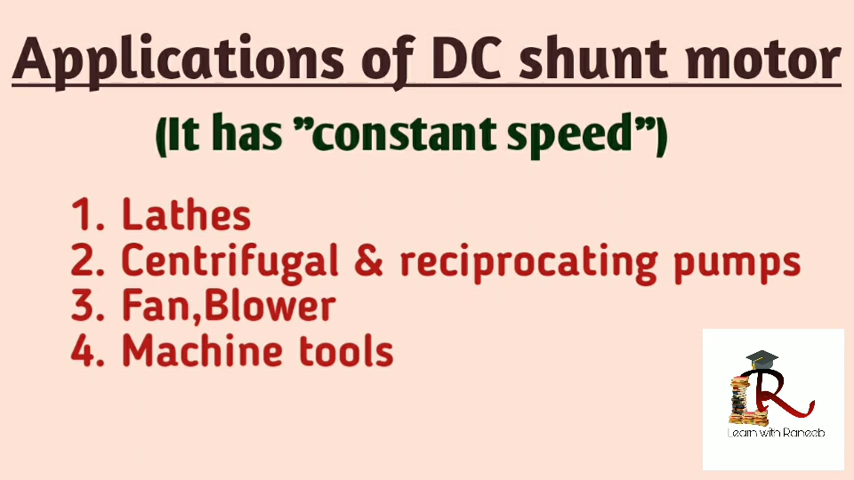 Applications of DC shunt motor
(It has ”constant speed”)
1. Lathes
2. Centrifugal & reciprocating pumps
3. Fan,Blower
4. Machine tools
LR
Learn with Raneeb